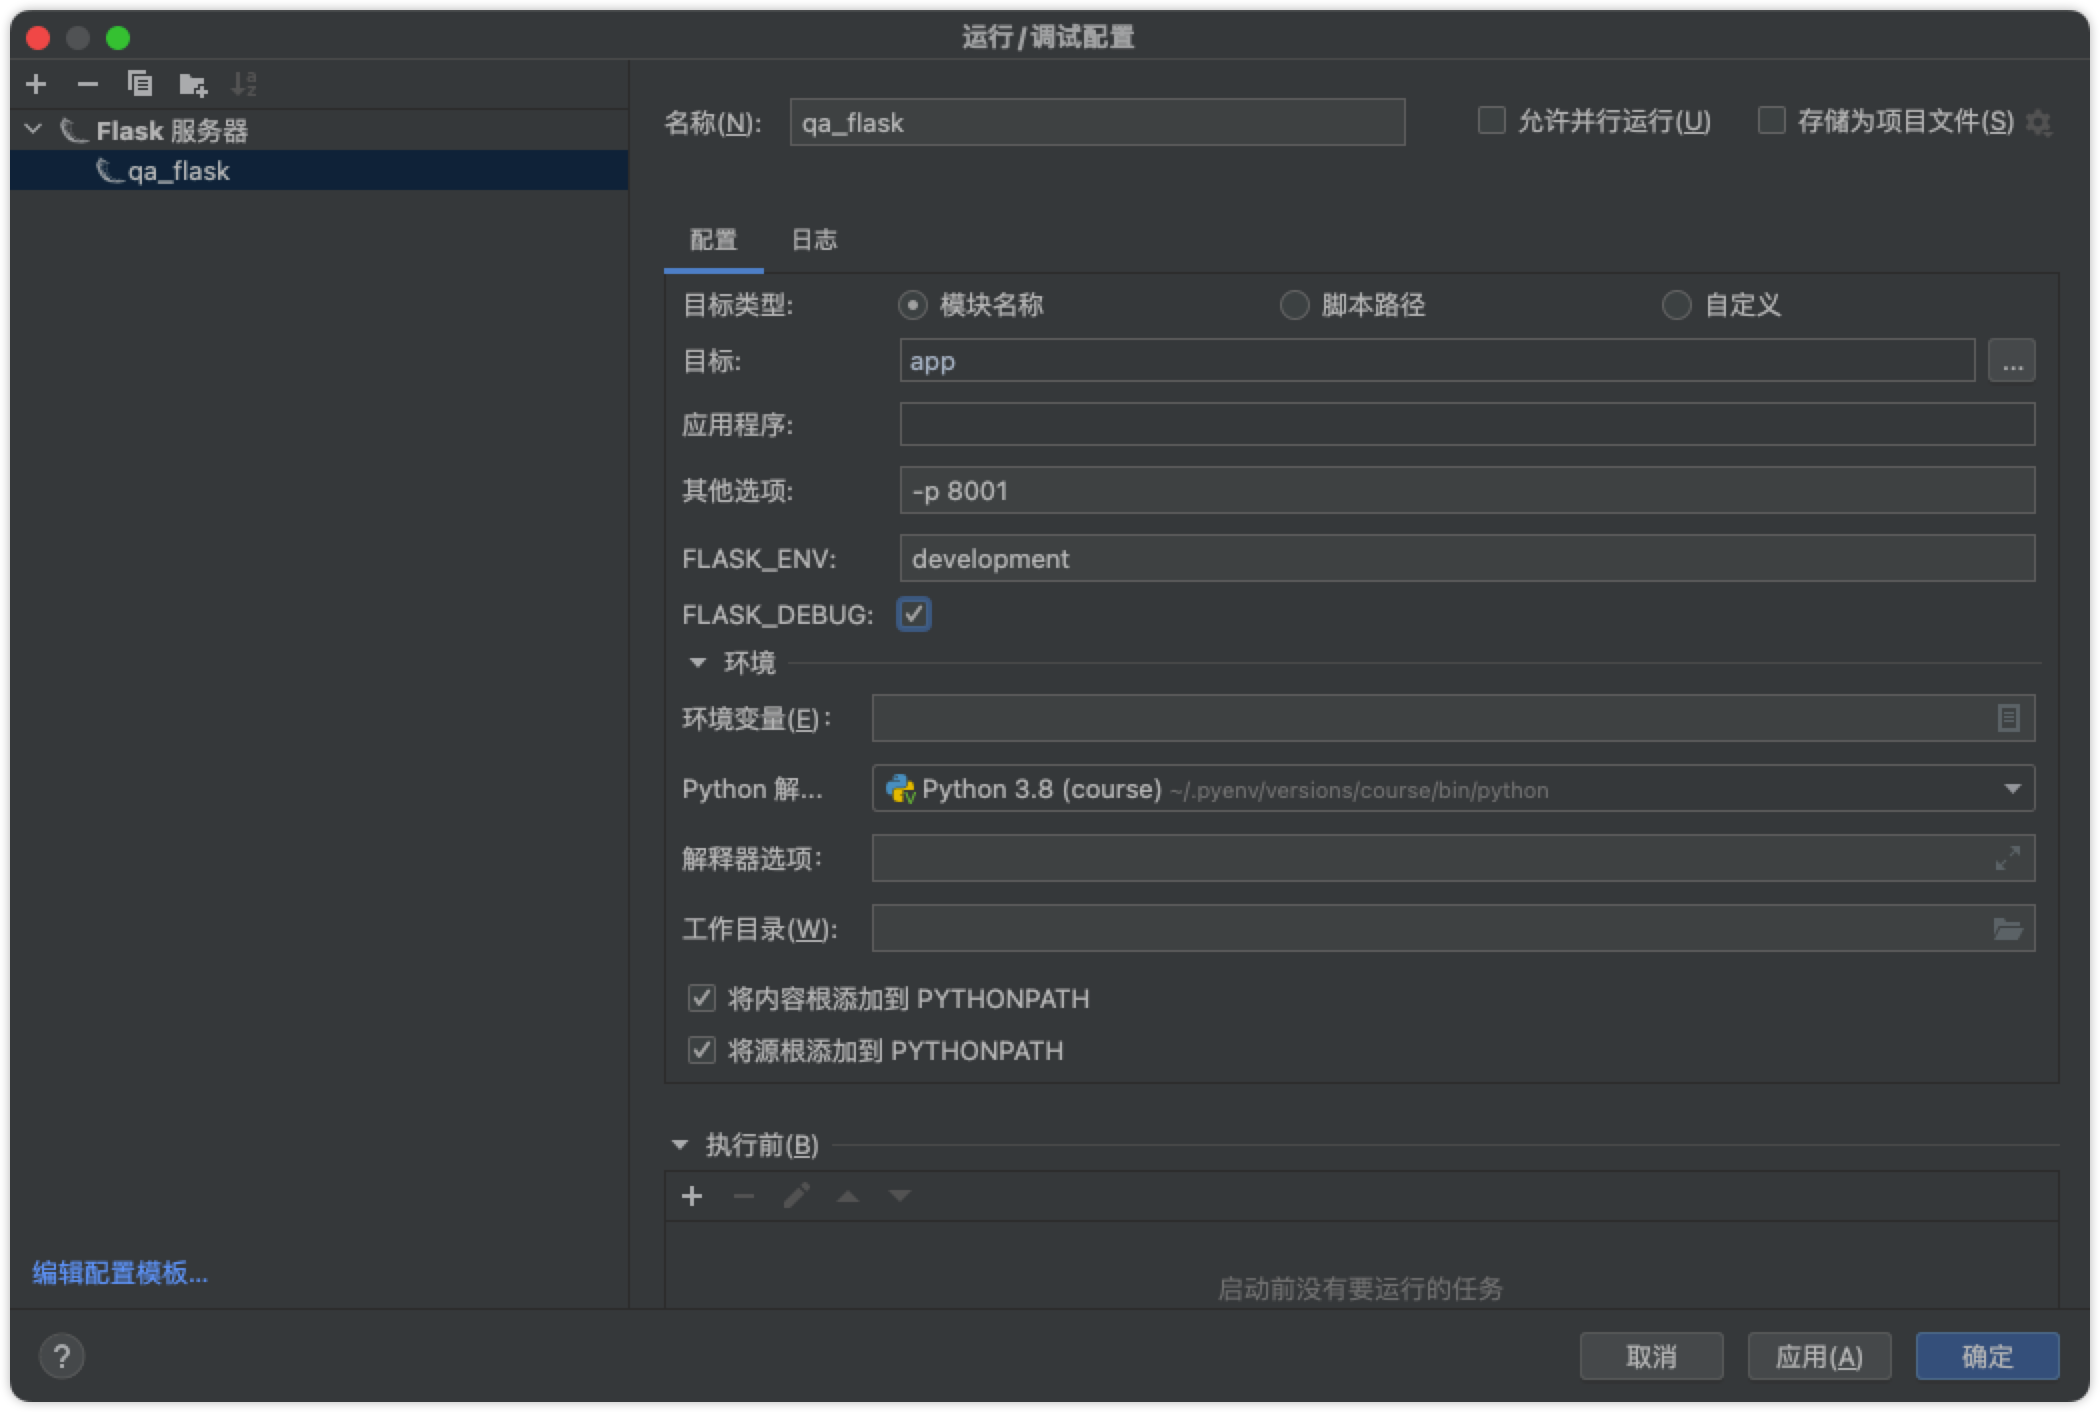 运行/调试配置
Flask 服务器
qa_flask
编辑配置模板...
名称(N):
qa_flask
允许并行运行(U)
存储为项目文件(S)
配置
日志
目标类型:
模块名称
脚本路径
自定义
目标:
app
...
应用程序:
其他选项:
-p 8001
FLASK_ENV:
development
FLASK_DEBUG:
环境
环境变量(E):
Python 解...
Python 3.8 (course) ~/.pyenv/versions/course/bin/python
解释器选项:
工作目录(W):
将内容根添加到 PYTHONPATH
将源根添加到 PYTHONPATH
执行前(B)
启动前没有要运行的任务
?
取消
应用(A)
确定